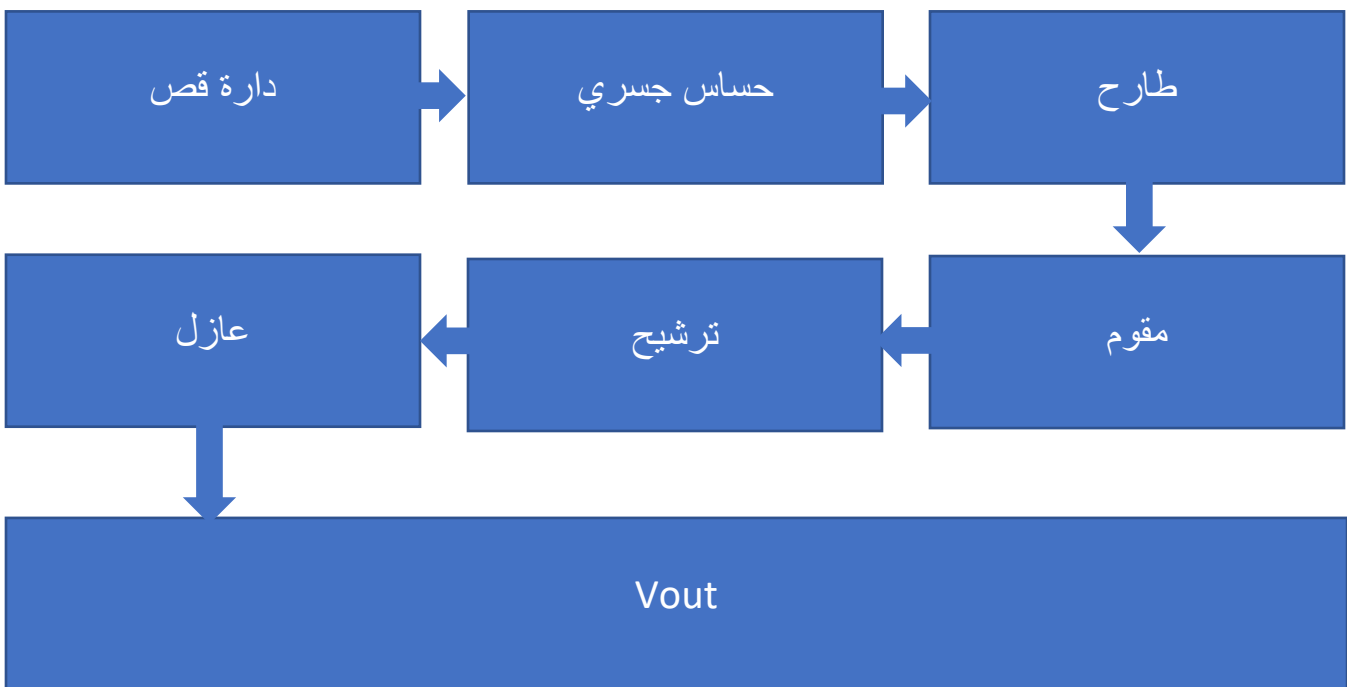 دارة قص
حساس جسري
طارح
مقوم
ترشيح
عازل
Vout